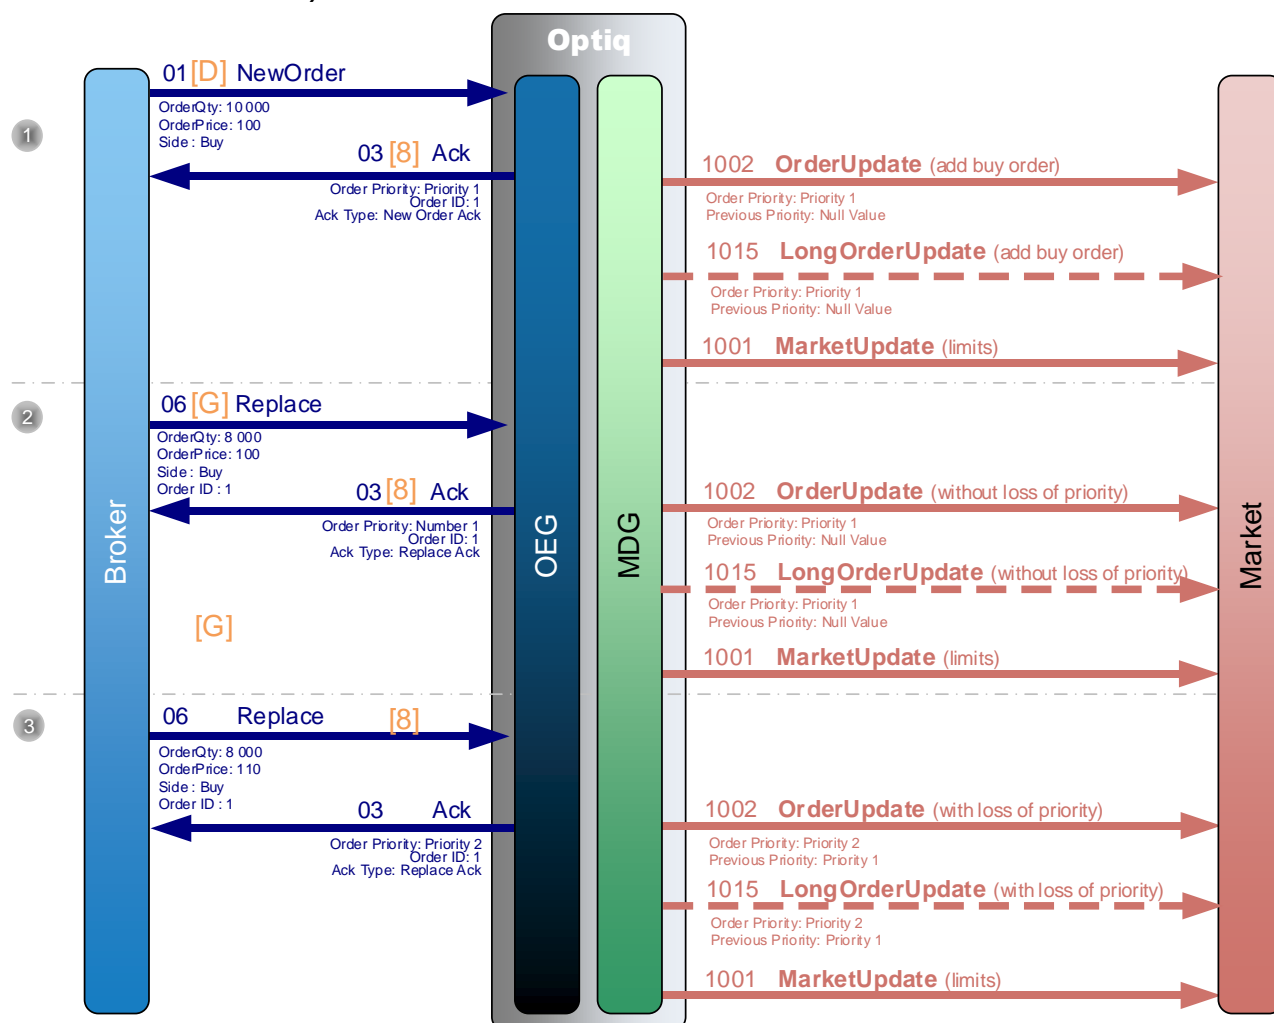 Optiq
01 [D] NewOrder
OrderQty: 10 000
OrderPrice: 100
Side : Buy
1
03 [8] Ack
Order Priority: Priority 1
Order ID: 1
Ack Type: New Order Ack
1002 OrderUpdate (add buy order)
Order Priority: Priority 1
Previous Priority: Null Value
1015 LongOrderUpdate (add buy order)
Order Priority: Priority 1
Previous Priority: Null Value
1001 MarketUpdate (limits)
2
06 [G] Replace
OrderQty: 8 000
OrderPrice: 100
Side : Buy
Order ID : 1
03 [8] Ack
Order Priority: Number 1
Order ID: 1
Ack Type: Replace Ack
1002 OrderUpdate (without loss of priority)
Order Priority: Priority 1
Previous Priority: Null Value
1015 LongOrderUpdate (without loss of priority)
Order Priority: Priority 1
Previous Priority: Null Value
1001 MarketUpdate (limits)
Broker
OEG
MDG
Market
[G]
3
06 Replace [8]
OrderQty: 8 000
OrderPrice: 110
Side : Buy
Order ID : 1
03 Ack
Order Priority: Priority 2
Order ID: 1
Ack Type: Replace Ack
1002 OrderUpdate (with loss of priority)
Order Priority: Priority 2
Previous Priority: Priority 1
1015 LongOrderUpdate (with loss of priority)
Order Priority: Priority 2
Previous Priority: Priority 1
1001 MarketUpdate (limits)